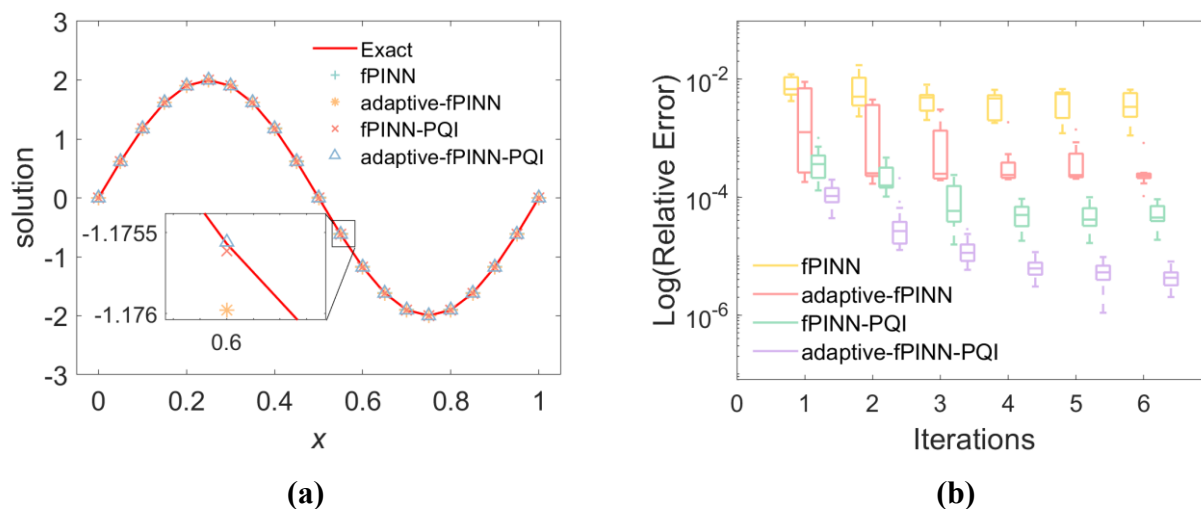 3
2
1
0
-1
-2
-3
solution
Exact
fPINN
adaptive-fPINN
fPINN-PQI
adaptive-fPINN-PQI
-1.1755
-1.176
0.6
0 0.2 0.4 0.6 0.8 1
x
(a)
10^-2
10^-4
10^-6
Log(Relative Error)
fPINN
adaptive-fPINN
fPINN-PQI
adaptive-fPINN-PQI
0 1 2 3 4 5 6
Iterations
(b)